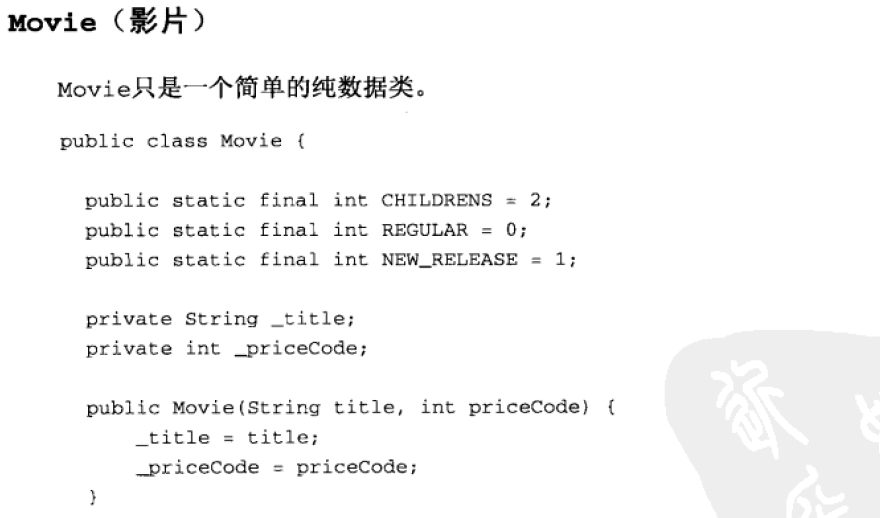 Movie（影片）
Movie只是一个简单的纯数据类。
public class Movie {
public static final int CHILDRENS = 2;
public static final int REGULAR = 0;
public static final int NEW_RELEASE = 1;
private String _title;
private int _priceCode;
public Movie(String title, int priceCode) {
_title = title;
_priceCode = priceCode;
}